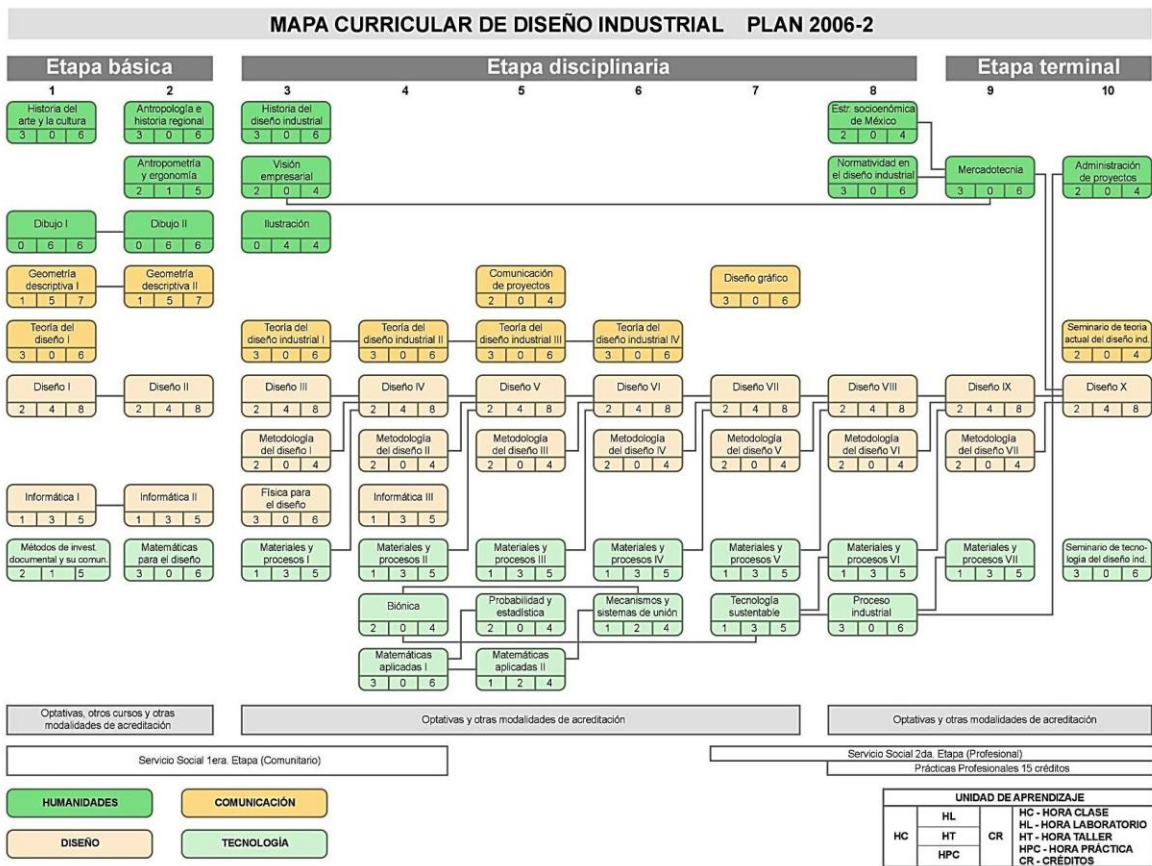 MAPA CURRICULAR DE DISEÑO INDUSTRIAL PLAN 2006-2
Etapa básica
Etapa disciplinaria
Etapa terminal
1 2 3 4 5 6 7 8 9 10
Historia del
arte y la cultura
3 0 6
Antropología e
historia regional
3 0 6
Historia del
diseño industrial
3 0 6
Estr. socioenómica
de México
2 0 4
Antropometría
y ergonomía
2 1 5
Visión
empresarial
2 0 4
Normatividad en
el diseño industrial
3 0 6
Mercadotecnia
3 0 6
Administración
de proyectos
2 0 4
Dibujo I
0 6 6
Dibujo II
0 6 6
Ilustración
0 4 4
Geometría
descriptiva I
1 5 7
Geometría
descriptiva II
1 5 7
Comunicación
de proyectos
2 0 4
Diseño gráfico
3 0 6
Teoría del
diseño I
3 0 6
Teoría del
diseño industrial I
3 0 6
Teoría del
diseño industrial II
3 0 6
Teoría del
diseño industrial III
3 0 6
Teoría del
diseño industrial IV
3 0 6
Seminario de teoria
actual del diseño ind.
2 0 4
Diseño I
2 4 8
Diseño II
2 4 8
Diseño III
2 4 8
Diseño IV
2 4 8
Diseño V
2 4 8
Diseño VI
2 4 8
Diseño VII
2 4 8
Diseño VIII
2 4 8
Diseño IX
2 4 8
Diseño X
2 4 8
Metodología
del diseño I
2 0 4
Metodología
del diseño II
2 0 4
Metodología
del diseño III
2 0 4
Metodología
del diseño IV
2 0 4
Metodología
del diseño V
2 0 4
Metodología
del diseño VI
2 0 4
Metodología
del diseño VII
2 0 4
Informática I
1 3 5
Informática II
1 3 5
Física para
el diseño
3 0 6
Informática III
1 3 5
Métodos de invest.
documental y su comun.
2 1 5
Matemáticas
para el diseño
3 0 6
Materiales y
procesos I
1 3 5
Materiales y
procesos II
1 3 5
Materiales y
procesos III
1 3 5
Materiales y
procesos IV
1 3 5
Materiales y
procesos V
1 3 5
Materiales y
procesos VI
1 3 5
Materiales y
procesos VII
1 3 5
Seminario de tecno-
logía del diseño ind.
3 0 6
Biónica
2 0 4
Probabilidad y
estadística
2 0 4
Mecanismos y
sistemas de unión
1 2 4
Tecnología
sustentable
1 3 5
Proceso
industrial
3 0 6
Matemáticas
aplicadas I
3 0 6
Matemáticas
aplicadas II
1 2 4
Optativas, otros cursos y otras
modalidades de acreditación
Optativas y otras modalidades de acreditación
Optativas y otras modalidades de acreditación
Servicio Social 1era. Etapa (Comunitario)
Servicio Social 2da. Etapa (Profesional)
Prácticas Profesionales 15 créditos
HUMANIDADES
COMUNICACIÓN
DISEÑO
TECNOLOGÍA
UNIDAD DE APRENDIZAJE
HC
HL
HT
HPC
CR
HC - HORA CLASE
HL - HORA LABORATORIO
HT - HORA TALLER
HPC - HORA PRÁCTICA
CR - CRÉDITOS